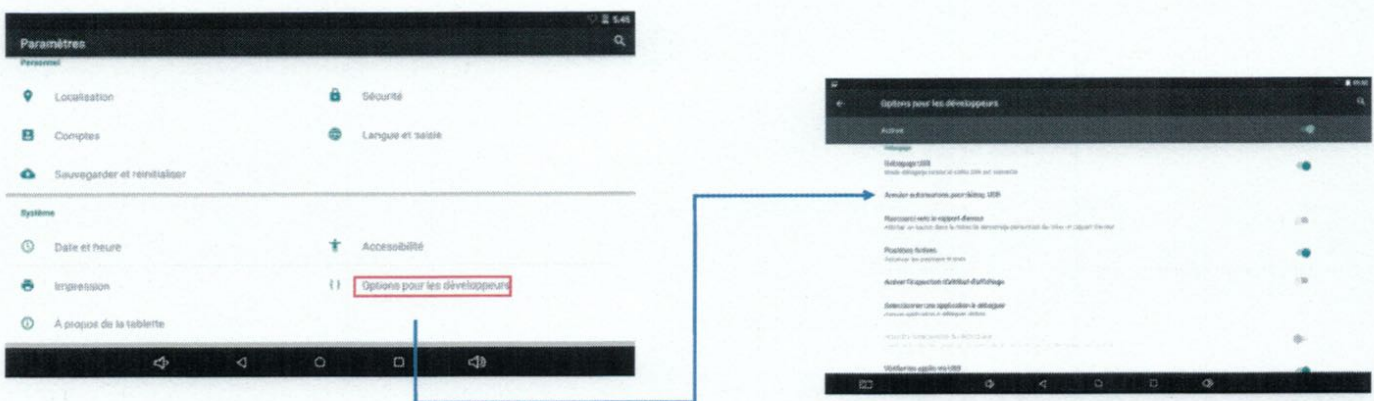 5:45
Paramètres
Personnel
Localisation
Sécurité
Comptes
Langue et saisie
Sauvegarder et réinitialiser
Système
Date et heure
Accessibilité
Impression
{ } Options pour les développeurs
À propos de la tablette
Options pour les développeurs
Activé
Débogage
Débogage USB
Annuler autorisations pour débog. USB
Raccourci vers le rapport d'erreur
Positions fictives
Activer l'inspection d'attribut d'affichage
Sélectionner une application à déboguer
Vérifier les applis via USB